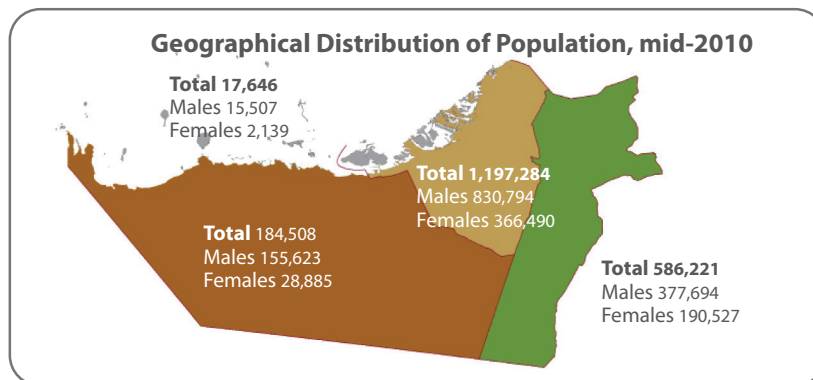 Geographical Distribution of Population, mid-2010
Total 17,646
Males 15,507
Females 2,139
Total 1,197,284
Males 830,794
Females 366,490
Total 184,508
Males 155,623
Females 28,885
Total 586,221
Males 377,694
Females 190,527